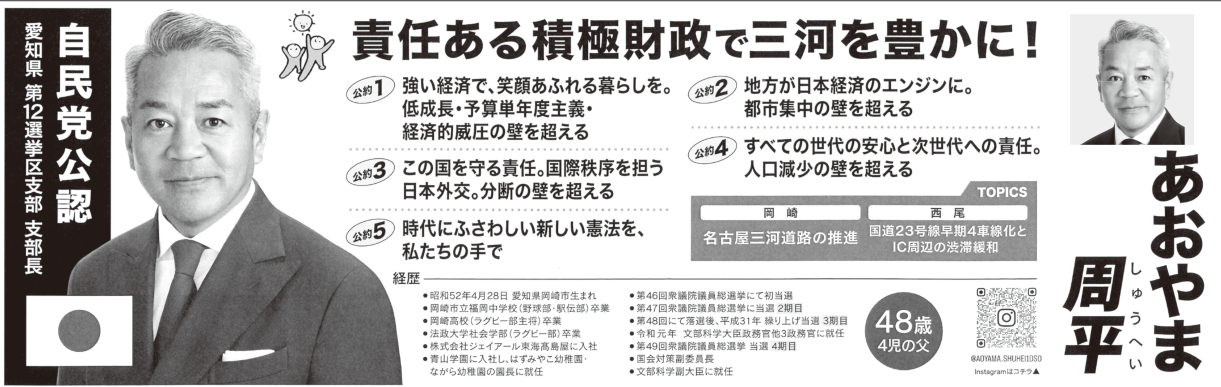 自民党公認
愛知県 第12選挙区支部 支部長
責任ある積極財政で三河を豊かに！
公約1
強い経済で、笑顔あふれる暮らしを。
低成長・予算単年度主義・
経済的威圧の壁を超える
公約2
地方が日本経済のエンジンに。
都市集中の壁を超える
公約3
この国を守る責任。国際秩序を担う
日本外交。分断の壁を超える
公約4
すべての世代の安心と次世代への責任。
人口減少の壁を超える
公約5
時代にふさわしい新しい憲法を、
私たちの手で
TOPICS
岡崎
名古屋三河道路の推進
西尾
国道23号線早期4車線化と
IC周辺の渋滞緩和
経歴
●昭和52年4月28日 愛知県岡崎市生まれ
●岡崎市立福岡中学校（野球部・駅伝部）卒業
●岡崎高校（ラグビー部主将）卒業
●法政大学社会学部（ラグビー部）卒業
●株式会社ジェイアール東海髙島屋に入社
●青山学園に入社し、はずみやこ幼稚園・
ながら幼稚園の園長に就任
●第46回衆議院議員総選挙にて初当選
●第47回衆議院議員総選挙に当選 2期目
●第48回にて落選後、平成31年 繰り上げ当選 3期目
●令和元年 文部科学大臣政務官他3政務官に就任
●第49回衆議院議員総選挙 当選 4期目
●国会対策副委員長
●文部科学副大臣に就任
48歳
4児の父
@AOYAMA.SHUHEI1050
Instagramはコチラ▲
あおやま
周平
しゅうへい